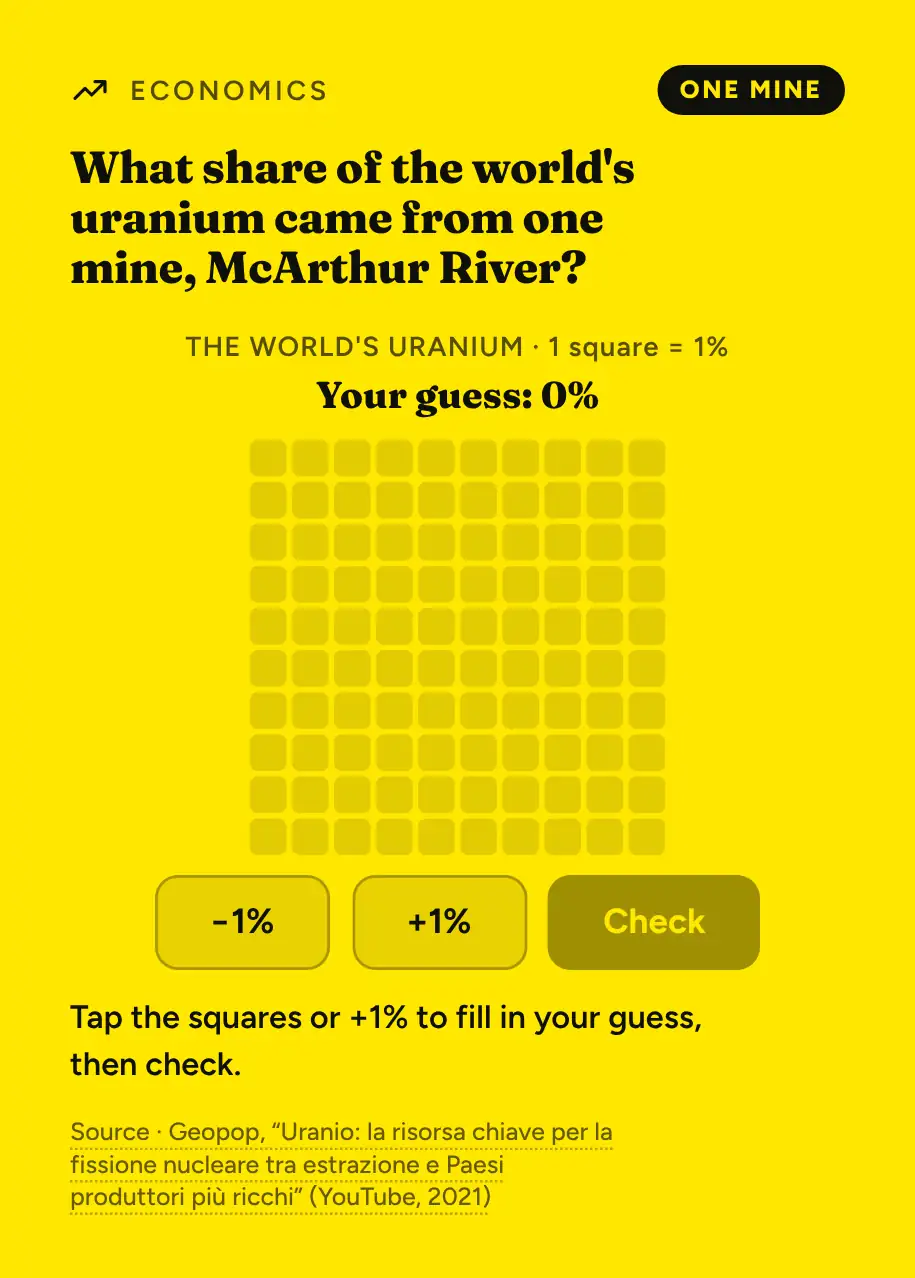 ECONOMICS
ONE MINE
What share of the world's
uranium came from one
mine, McArthur River?
THE WORLD'S URANIUM · 1 square = 1%
Your guess: 0%
−1%
+1%
Check
Tap the squares or +1% to fill in your guess,
then check.
Source · Geopop, “Uranio: la risorsa chiave per la
fissione nucleare tra estrazione e Paesi
produttori più ricchi” (YouTube, 2021)